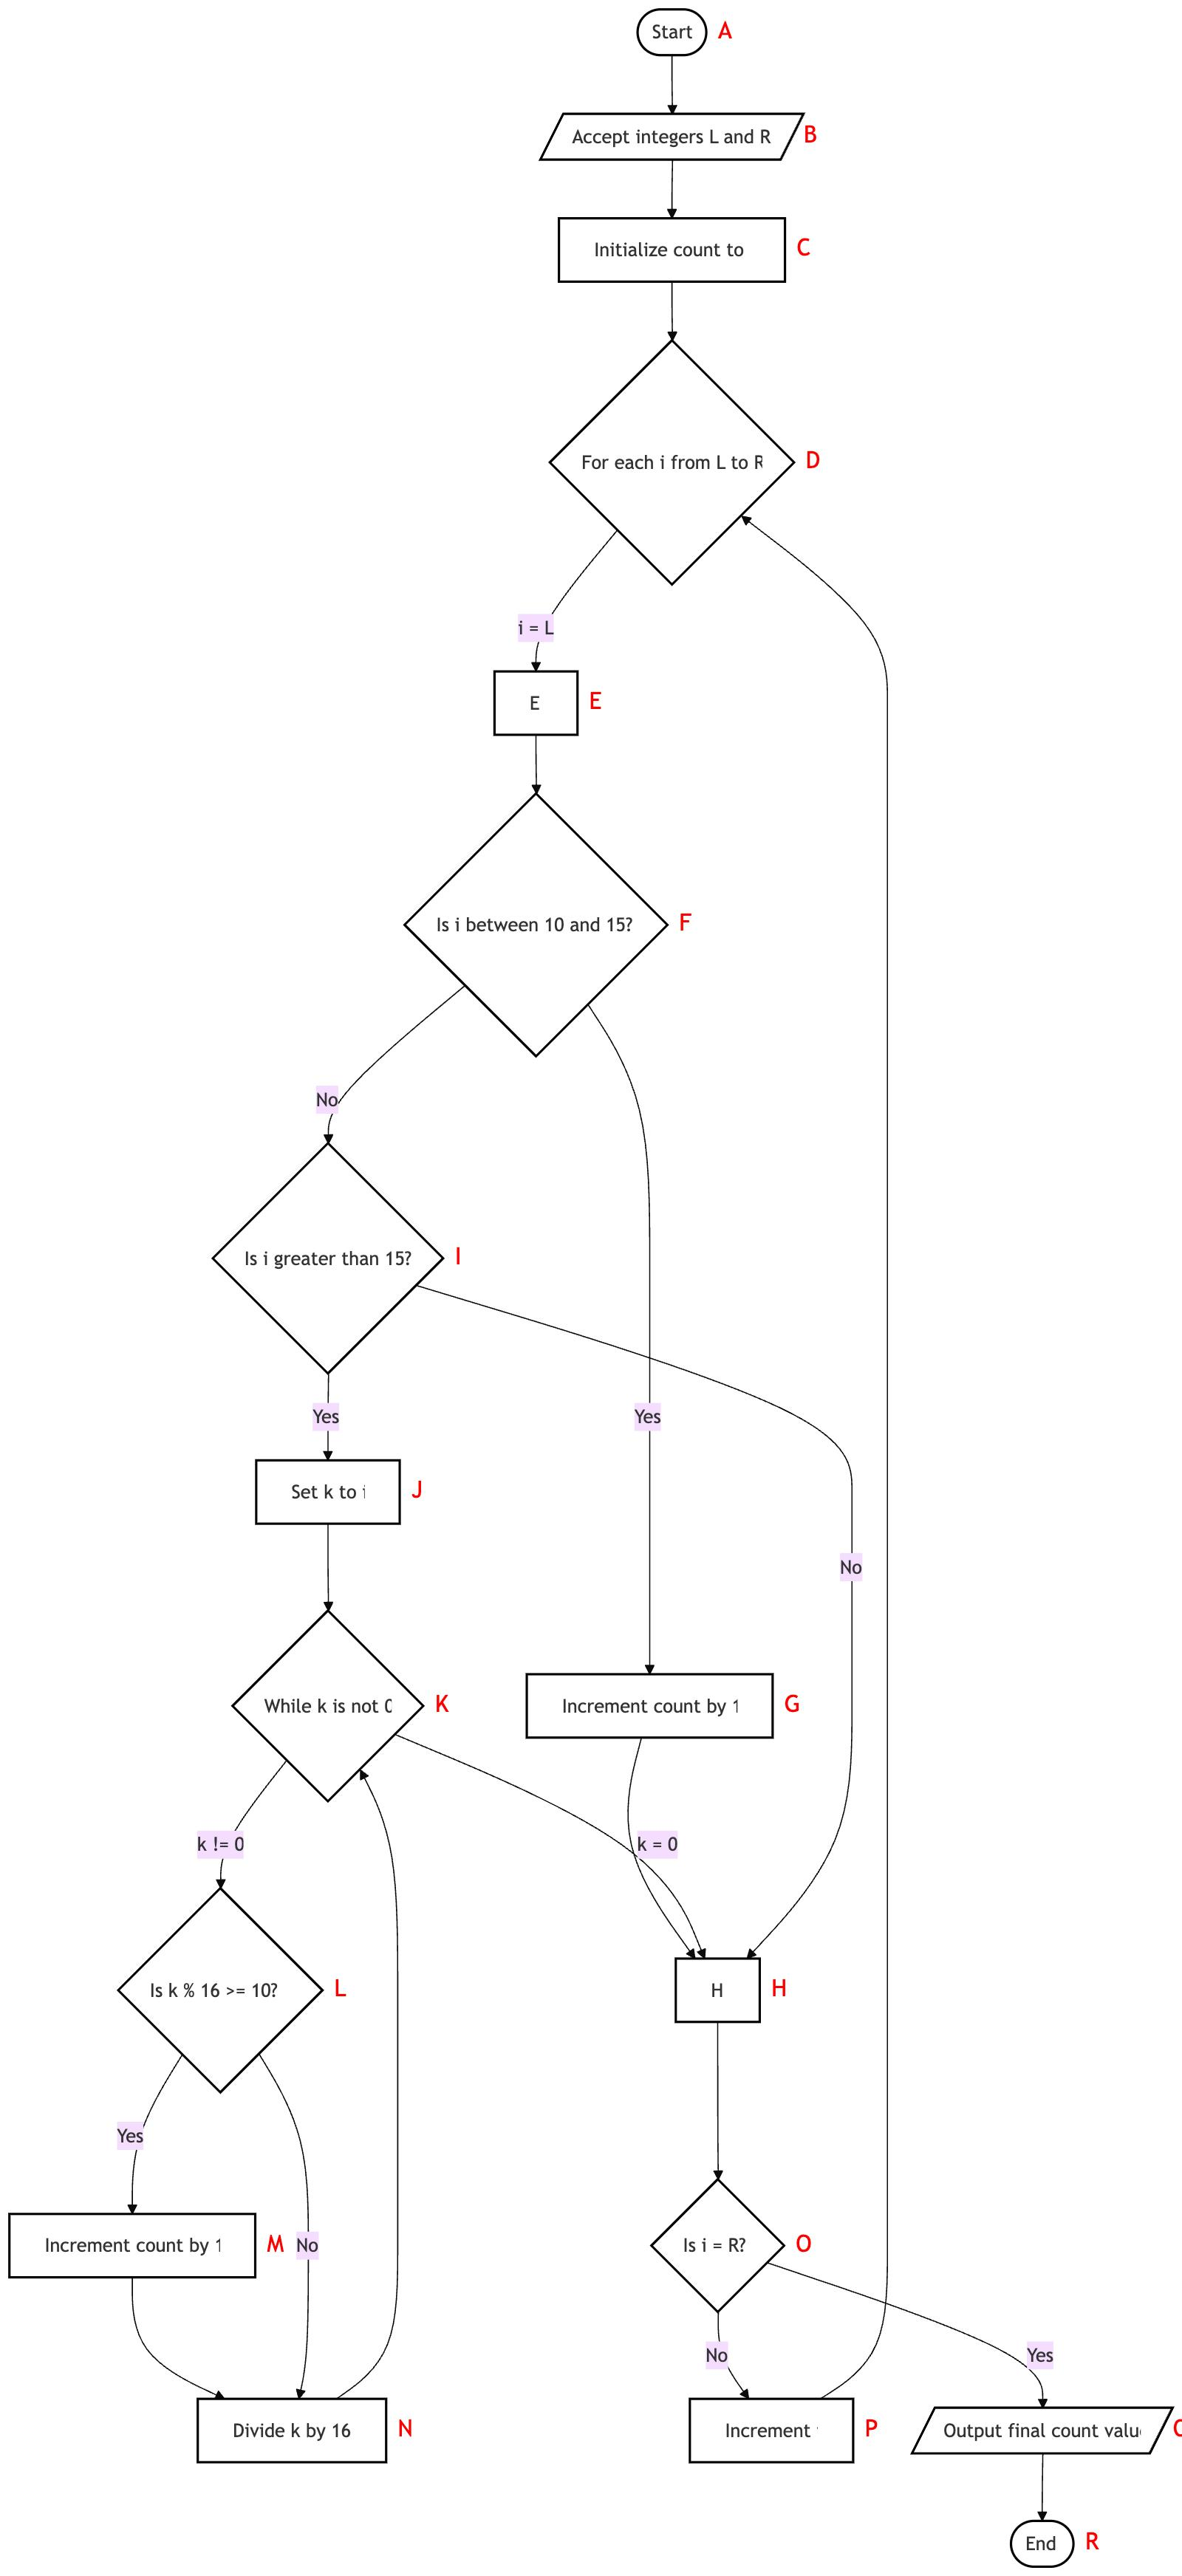 Start A
Accept integers L and R B
Initialize count to C
For each i from L to R D
i = L
E E
Is i between 10 and 15? F
No
Is i greater than 15? I
Yes
Yes
Set k to i J
No
While k is not 0 K
Increment count by 1 G
k != 0
k = 0
Is k % 16 >= 10? L
H H
Yes
Increment count by 1 M
No
Is i = R? O
No
Yes
Divide k by 16 N
Increment P
Output final count valu
End R